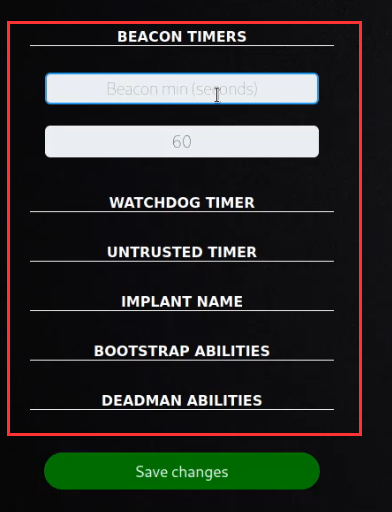 BEACON TIMERS
Beacon min (seconds)
60
WATCHDOG TIMER
UNTRUSTED TIMER
IMPLANT NAME
BOOTSTRAP ABILITIES
DEADMAN ABILITIES
Save changes